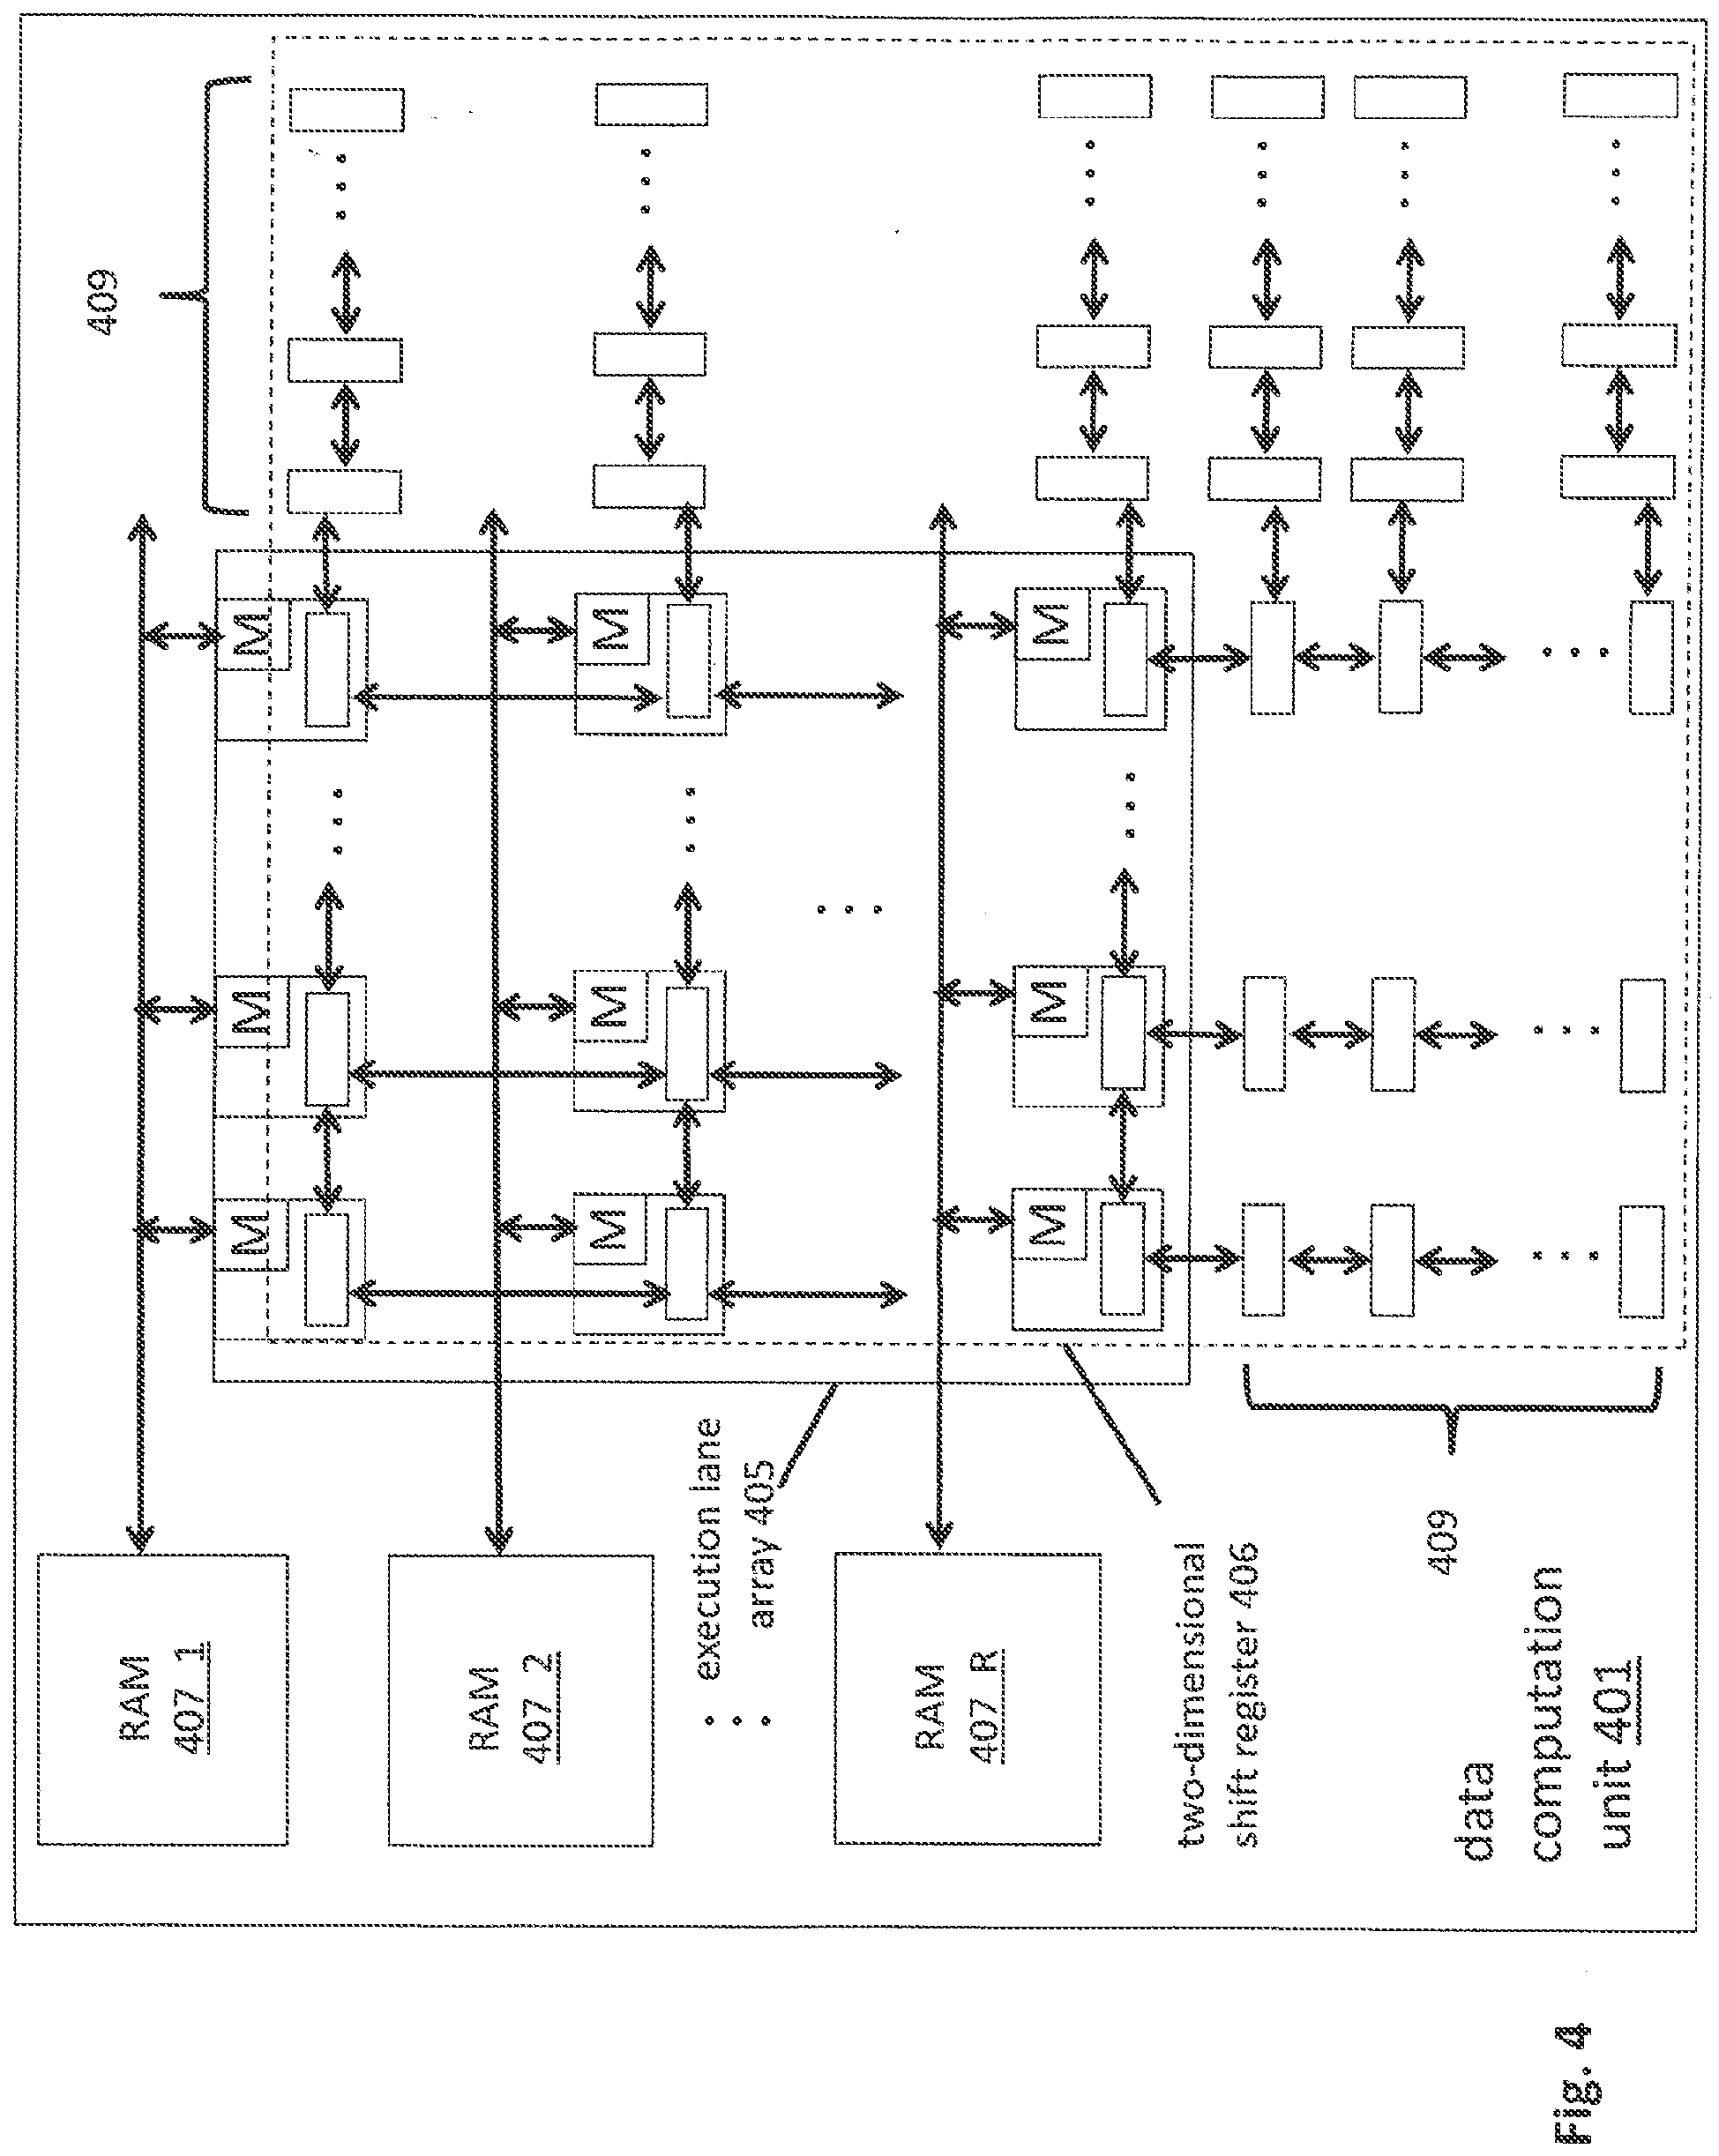 409
M
M
M
RAM
407_1
M
M
M
RAM
407_2
execution lane
array 405
M
M
M
RAM
407_R
two-dimensional
shift register 406
409
data
computation
unit 401
Fig. 4